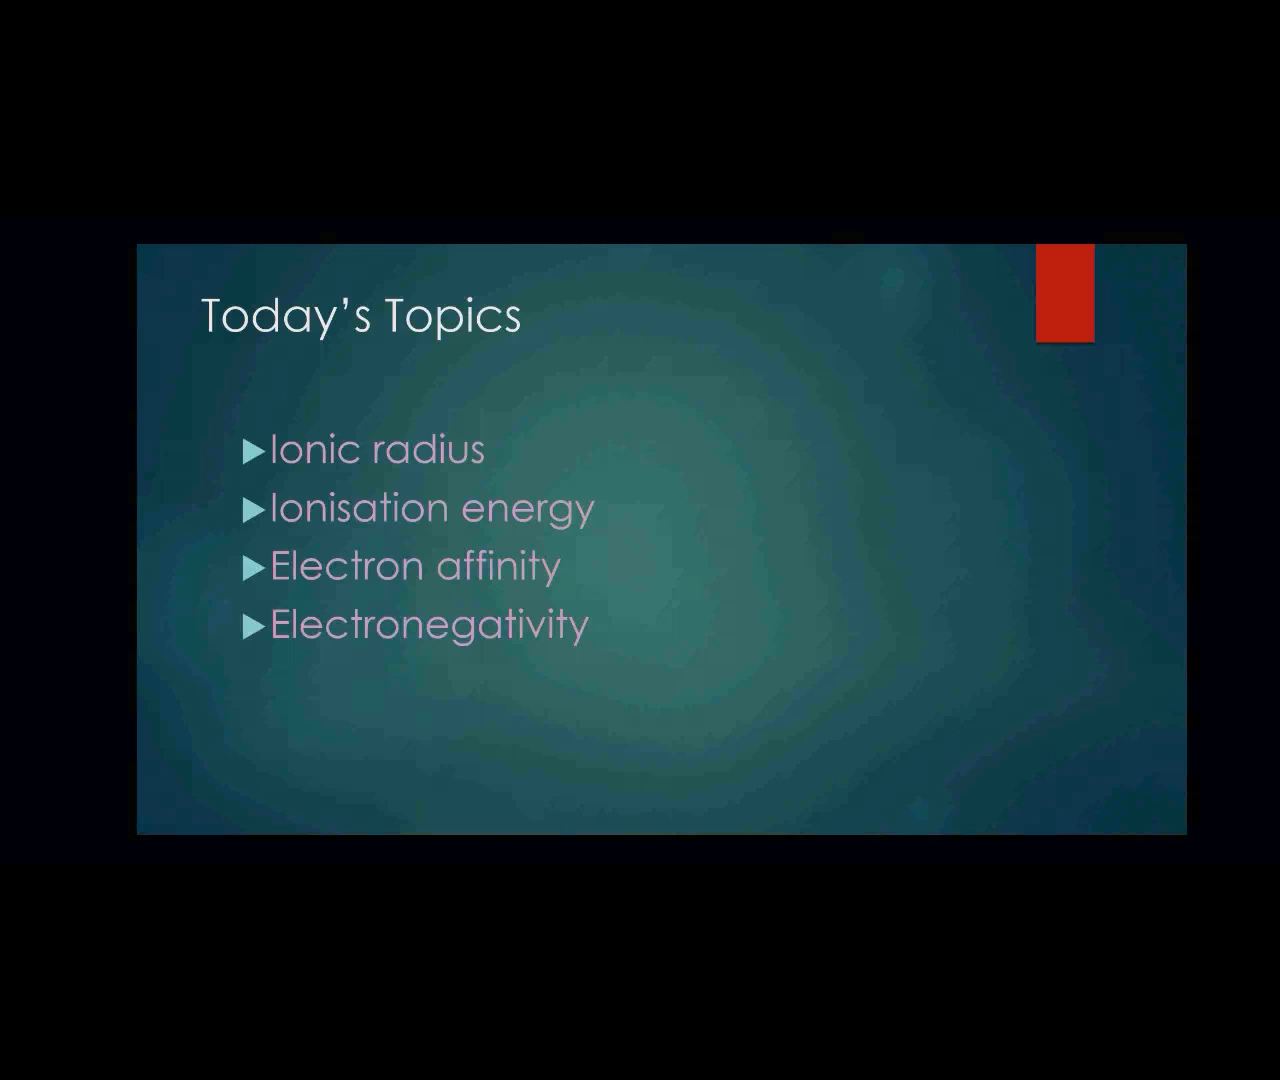 Today’s Topics
Ionic radius
Ionisation energy
Electron affinity
Electronegativity